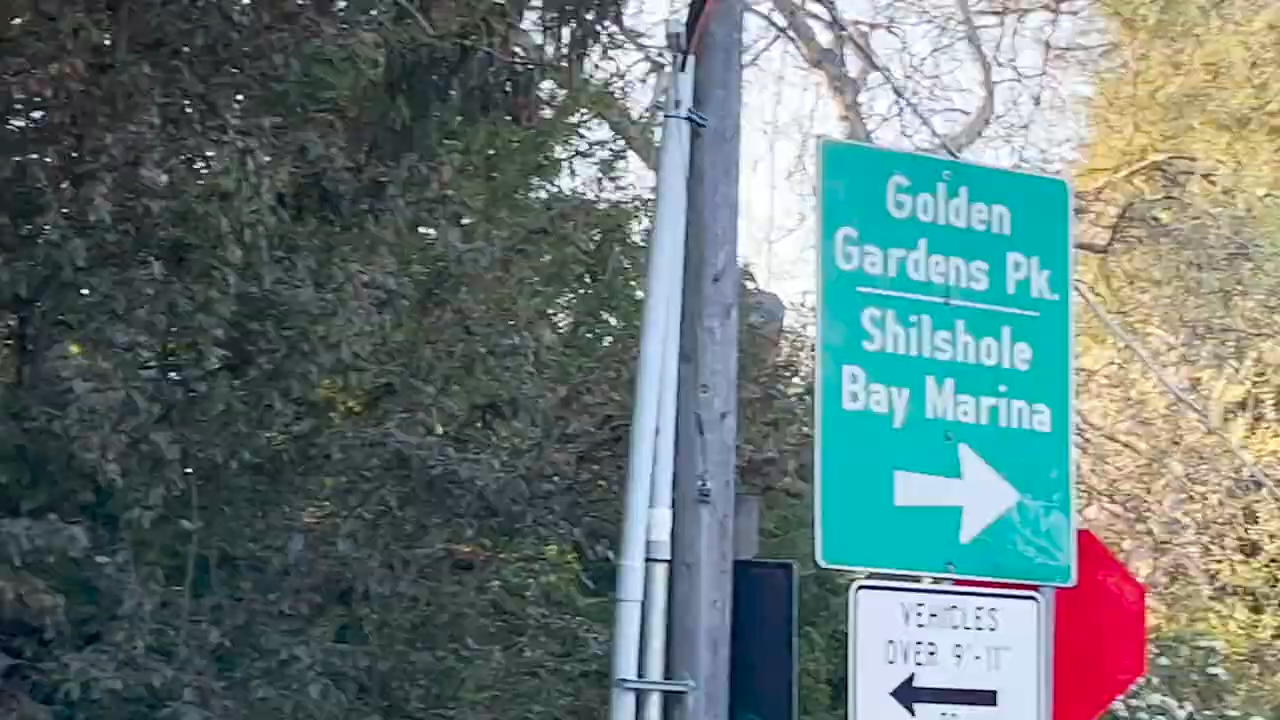 Golden
Gardens Pk.
Shilshole
Bay Marina
VEHICLES
OVER 9'-11"